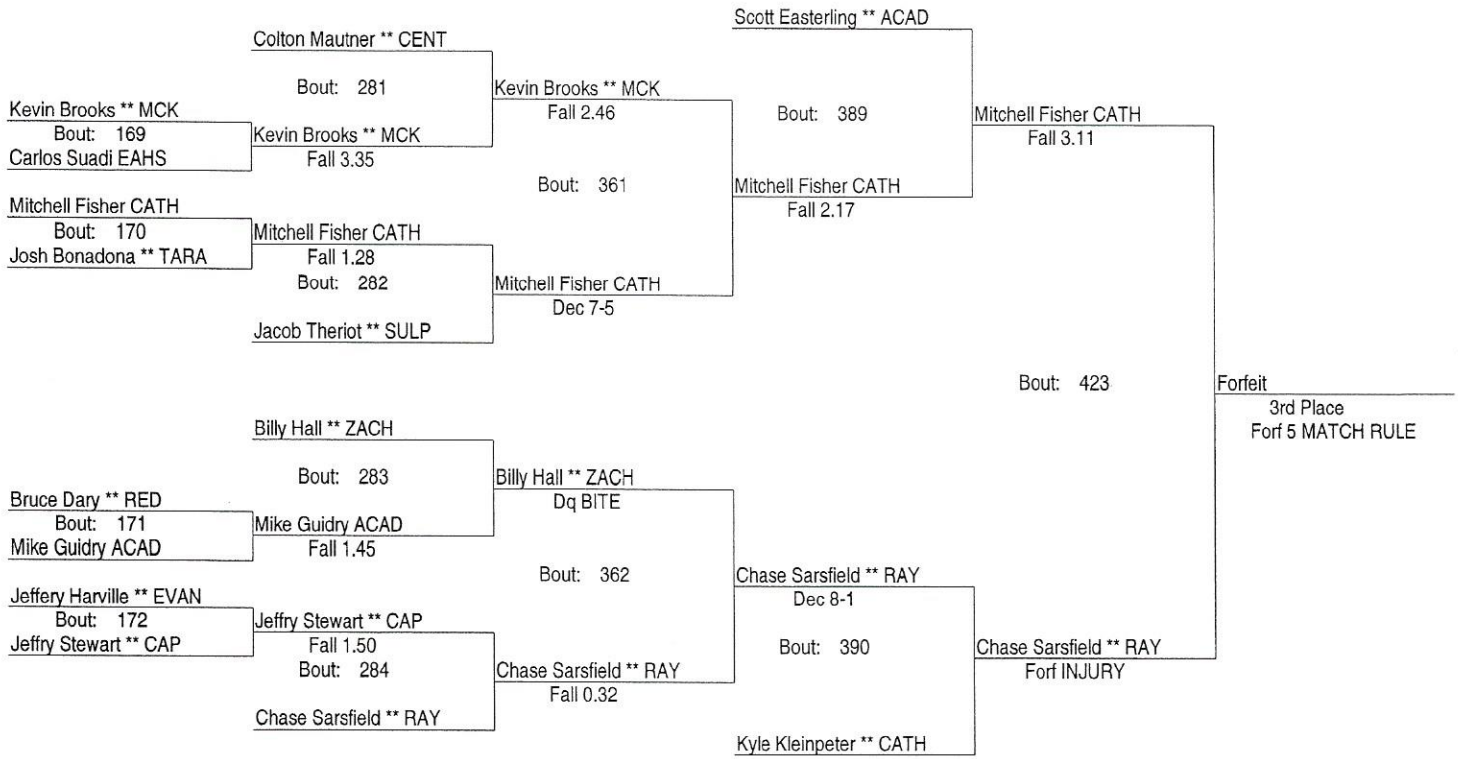 Scott Easterling ** ACAD
Colton Mautner ** CENT
Bout: 281
Kevin Brooks ** MCK
Fall 2.46
Kevin Brooks ** MCK
Bout: 169
Carlos Suadi EAHS
Kevin Brooks ** MCK
Fall 3.35
Bout: 389
Mitchell Fisher CATH
Fall 3.11
Bout: 361
Mitchell Fisher CATH
Fall 2.17
Mitchell Fisher CATH
Bout: 170
Josh Bonadona ** TARA
Mitchell Fisher CATH
Fall 1.28
Bout: 282
Mitchell Fisher CATH
Dec 7-5
Jacob Theriot ** SULP
Bout: 423
Forfeit
3rd Place
Forf 5 MATCH RULE
Billy Hall ** ZACH
Bout: 283
Billy Hall ** ZACH
Dq BITE
Bruce Dary ** RED
Bout: 171
Mike Guidry ACAD
Mike Guidry ACAD
Fall 1.45
Bout: 362
Chase Sarsfield ** RAY
Dec 8-1
Jeffery Harville ** EVAN
Bout: 172
Jeffry Stewart ** CAP
Jeffry Stewart ** CAP
Fall 1.50
Bout: 284
Bout: 390
Chase Sarsfield ** RAY
Forf INJURY
Chase Sarsfield ** RAY
Fall 0.32
Chase Sarsfield ** RAY
Kyle Kleinpeter ** CATH